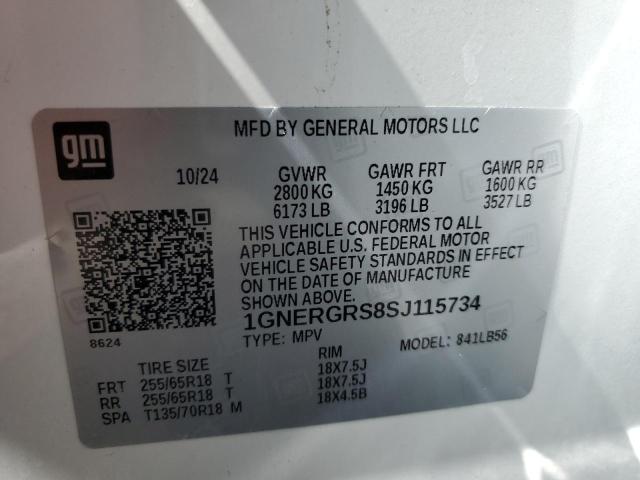 gm
MFD BY GENERAL MOTORS LLC
10/24 GVWR GAWR FRT GAWR RR
2800 KG 1450 KG 1600 KG
6173 LB 3196 LB 3527 LB
THIS VEHICLE CONFORMS TO ALL
APPLICABLE U.S. FEDERAL MOTOR
VEHICLE SAFETY STANDARDS IN EFFECT
ON THE DATE OF MANUFACTURE
SHOWN ABOVE.
1GNERGRS8SJ115734
8624
TYPE: MPV MODEL: 841LB56
TIRE SIZE RIM
FRT 255/65R18 T 18X7.5J
RR 255/65R18 T 18X7.5J
SPA T135/70R18 M 18X4.5B